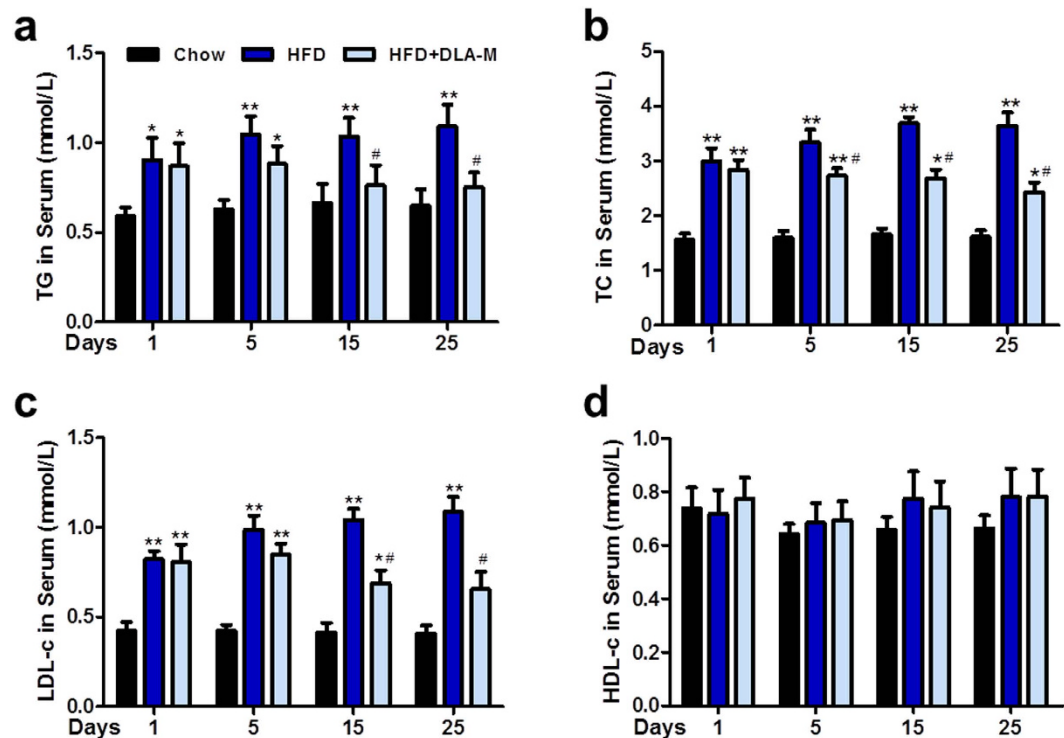 a
TG in Serum (mmol/L)
Chow HFD HFD+DLA-M
1.5
1.0
0.5
0.0
* *
** *
** #
** #
Days 1 5 15 25
b
TC in Serum (mmol/L)
5
4
3
2
1
0
** **
** **#
** *#
** *#
Days 1 5 15 25
c
LDL-c in Serum (mmol/L)
1.5
1.0
0.5
0.0
** **
** **
** *#
** #
Days 1 5 15 25
d
HDL-c in Serum (mmol/L)
1.0
0.8
0.6
0.4
0.2
0.0
Days 1 5 15 25